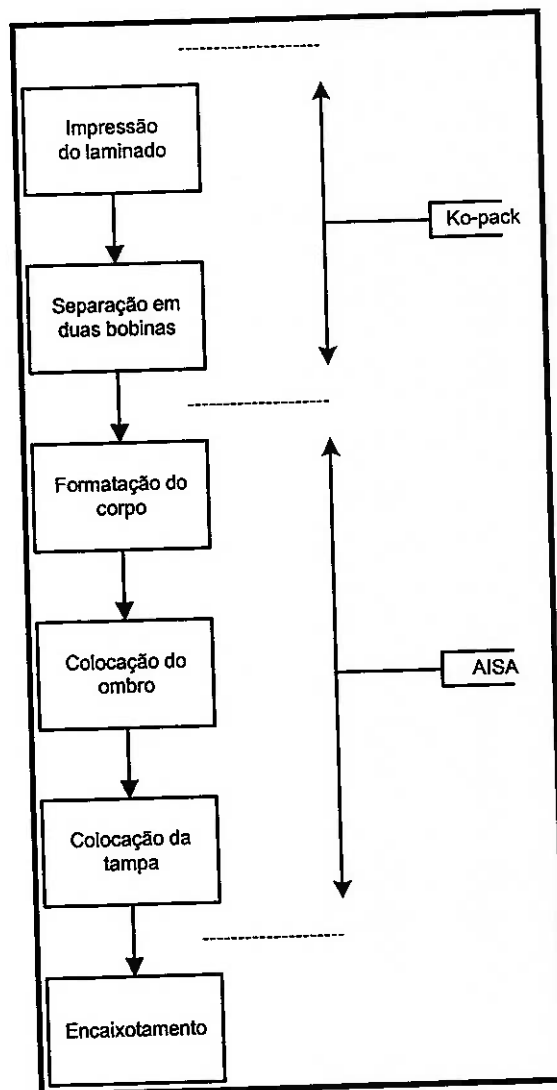 Impressão
do laminado
Ko-pack
Separação em
duas bobinas
Formatação do
corpo
Colocação do
ombro
AISA
Colocação da
tampa
Encaixotamento